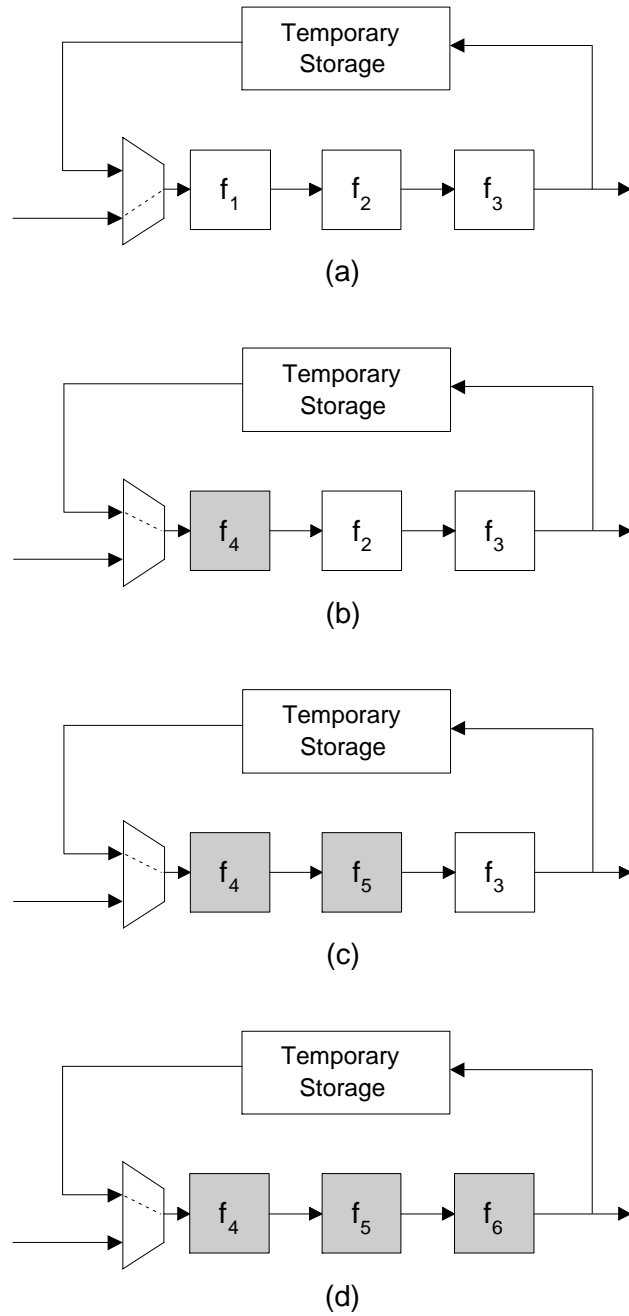 Temporary
Storage
f1 f2 f3
(a)
Temporary
Storage
f4 f2 f3
(b)
Temporary
Storage
f4 f5 f3
(c)
Temporary
Storage
f4 f5 f6
(d)